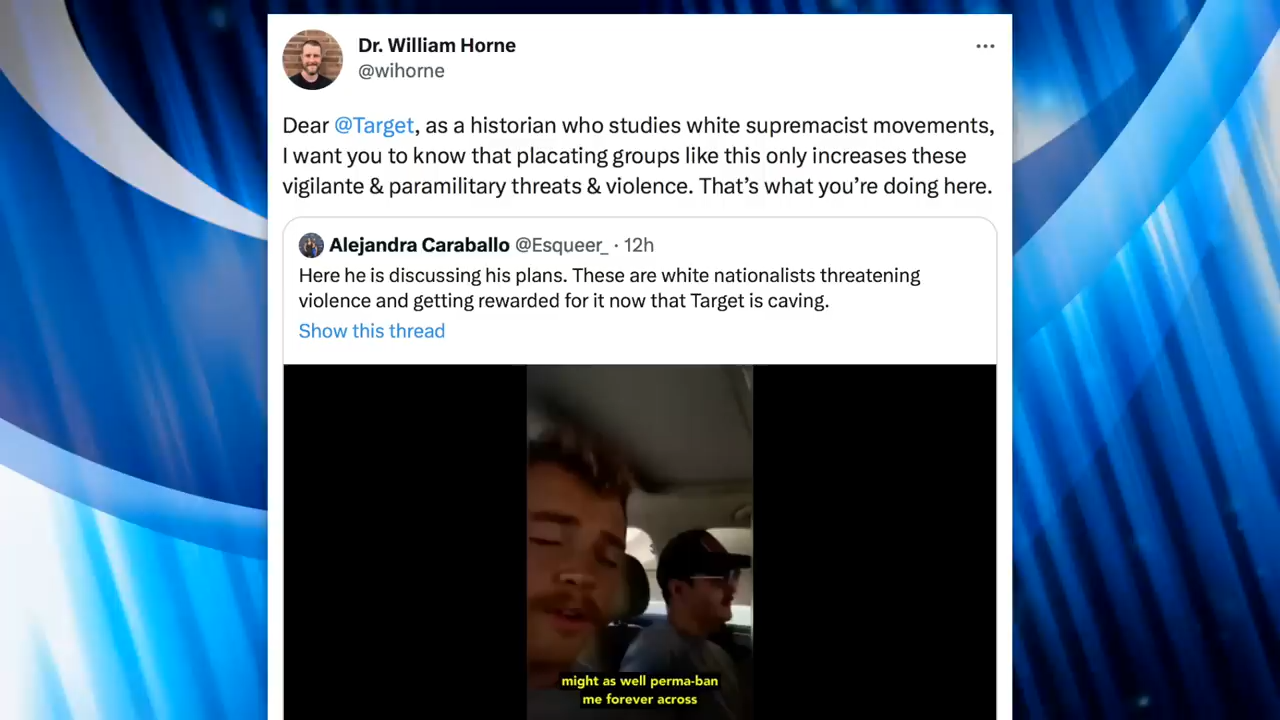 Dr. William Horne
@wihorne
Dear @Target, as a historian who studies white supremacist movements,
I want you to know that placating groups like this only increases these
vigilante & paramilitary threats & violence. That’s what you’re doing here.
Alejandra Caraballo @Esqueer_ · 12h
Here he is discussing his plans. These are white nationalists threatening
violence and getting rewarded for it now that Target is caving.
Show this thread
might as well perma-ban
me forever across